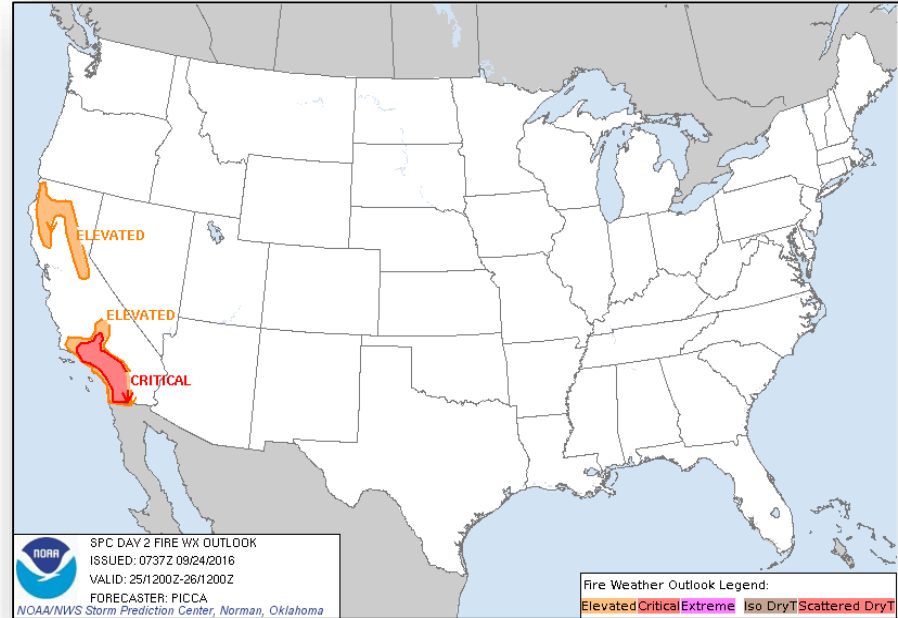 ELEVATED
ELEVATED
CRITICAL
NOAA
SPC DAY 2 FIRE WX OUTLOOK
ISSUED: 0737Z 09/24/2016
VALID: 25/1200Z-26/1200Z
FORECASTER: PICCA
NOAA/NWS Storm Prediction Center, Norman, Oklahoma
Fire Weather Outlook Legend:
Elevated Critical Extreme Iso DryT Scattered DryT